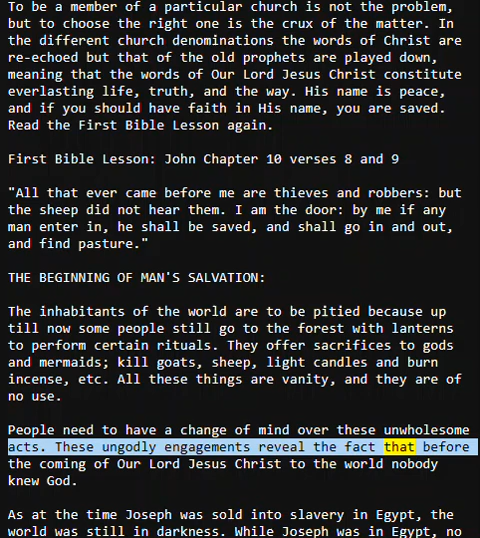 To be a member of a particular church is not the problem,
but to choose the right one is the crux of the matter. In
the different church denominations the words of Christ are
re-echoed but that of the old prophets are played down,
meaning that the words of Our Lord Jesus Christ constitute
everlasting life, truth, and the way. His name is peace,
and if you should have faith in His name, you are saved.
Read the First Bible Lesson again.
First Bible Lesson: John Chapter 10 verses 8 and 9
"All that ever came before me are thieves and robbers: but
the sheep did not hear them. I am the door: by me if any
man enter in, he shall be saved, and shall go in and out,
and find pasture."
THE BEGINNING OF MAN'S SALVATION:
The inhabitants of the world are to be pitied because up
till now some people still go to the forest with lanterns
to perform certain rituals. They offer sacrifices to gods
and mermaids; kill goats, sheep, light candles and burn
incense, etc. All these things are vanity, and they are of
no use.
People need to have a change of mind over these unwholesome
acts. These ungodly engagements reveal the fact that before
the coming of Our Lord Jesus Christ to the world nobody
knew God.
As at the time Joseph was sold into slavery in Egypt, the
world was still in darkness. While Joseph was in Egypt, no